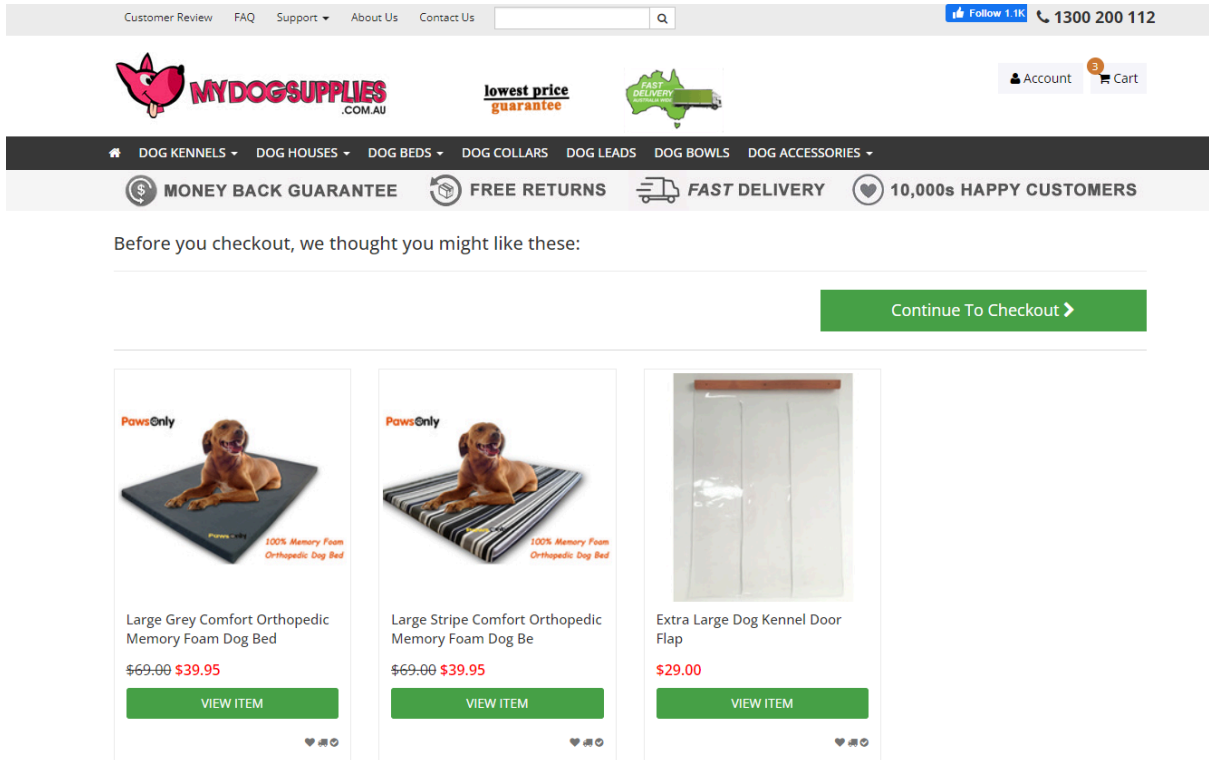 Customer Review FAQ Support About Us Contact Us
Follow 1.1K 1300 200 112
MYDOGSUPPLIES
.COM.AU
lowest price
guarantee
FAST
DELIVERY
AUSTRALIA WIDE
Account
3
Cart
DOG KENNELS DOG HOUSES DOG BEDS DOG COLLARS DOG LEADS DOG BOWLS DOG ACCESSORIES
MONEY BACK GUARANTEE FREE RETURNS FAST DELIVERY 10,000s HAPPY CUSTOMERS
Before you checkout, we thought you might like these:
Continue To Checkout
PawsOnly
PawsOnly
100% Memory Foam
Orthopedic Dog Bed
PawsOnly
PawsOnly
100% Memory Foam
Orthopedic Dog Bed
Large Grey Comfort Orthopedic
Memory Foam Dog Bed
$69.00 $39.95
VIEW ITEM
Large Stripe Comfort Orthopedic
Memory Foam Dog Be
$69.00 $39.95
VIEW ITEM
Extra Large Dog Kennel Door
Flap
$29.00
VIEW ITEM